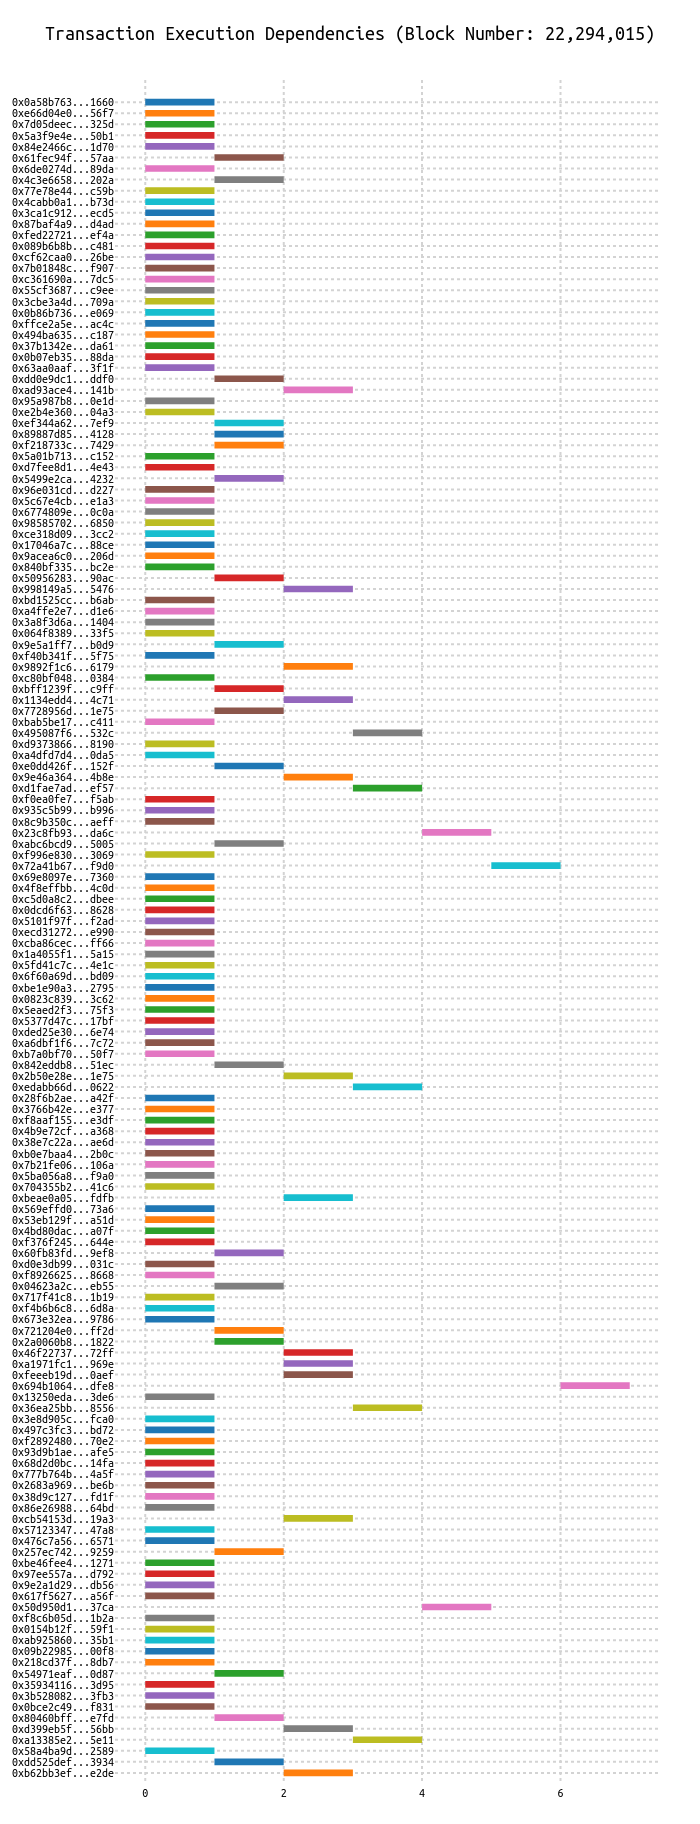 Transaction Execution Dependencies (Block Number: 22,294,015)
0x0a58b763...1660
0xe66d04e0...56f7
0x7d05deec...325d
0x5a3f9e4e...50b1
0x84e2466c...1d70
0x61fec94f...57aa
0x6de0274d...89da
0x4c3e6658...202a
0x77e78e44...c59b
0x4cabb0a1...b73d
0x3ca1c912...ecd5
0x87baf4a9...d4ad
0xfed22721...ef4a
0x089b6b8b...c481
0xcf62caa0...26be
0x7b01848c...f907
0xc361690a...7dc5
0x55cf3687...c9ee
0x3cbe3a4d...709a
0x0b86b736...e069
0xffce2a5e...ac4c
0x494ba635...c187
0x37b1342e...da61
0x0b07eb35...88da
0x63aa0aaf...3f1f
0xdd0e9dc1...ddf0
0xad93ace4...141b
0x95a987b8...0e1d
0xe2b4e360...04a3
0xef344a62...7ef9
0x89887d85...4128
0xf218733c...7429
0x5a01b713...c152
0xd7fee8d1...4e43
0x5499e2ca...4232
0x96e031cd...d227
0x5c67e4cb...e1a3
0x6774809e...0c0a
0x98585702...6850
0xce318d09...3cc2
0x17046a7c...88ce
0x9acea6c0...206d
0x840bf335...bc2e
0x50956283...90ac
0x998149a5...5476
0xbd1525cc...b6ab
0xa4ffe2e7...d1e6
0x3a8f3d6a...1404
0x064f8389...33f5
0x9e5a1ff7...b0d9
0xf40b341f...5f75
0x9892f1c6...6179
0xc80bf048...0384
0xbff1239f...c9ff
0x1134edd4...4c71
0x7728956d...1e75
0xbab5be17...c411
0x495087f6...532c
0xd9373866...8190
0xa4dfd7d4...0da5
0xe0dd426f...152f
0x9e46a364...4b8e
0xd1fae7ad...ef57
0xf0ea0fe7...f5ab
0x935c5b99...b996
0x8c9b350c...aeff
0x23c8fb93...da6c
0xabc6bcd9...5005
0xf996e830...3069
0x72a41b67...f9d0
0x69e8097e...7360
0x4f8effbb...4c0d
0xc5d0a8c2...dbee
0x0dcd6f63...8628
0x5101f97f...f2ad
0xecd31272...e990
0xcba86cec...ff66
0x1a4055f1...5a15
0x5fd41c7c...4e1c
0x6f60a69d...bd09
0xbe1e90a3...2795
0x0823c839...3c62
0x5eaed2f3...75f3
0x5377d47c...17bf
0xded25e30...6e74
0xa6dbf1f6...7c72
0xb7a0bf70...50f7
0x842eddb8...51ec
0x2b50e28e...1e75
0xedabb66d...0622
0x28f6b2ae...a42f
0x3766b42e...e377
0xf8aaf155...e3df
0x4b9e72cf...a368
0x38e7c22a...ae6d
0xb0e7baa4...2b0c
0x7b21fe06...106a
0x5ba056a8...f9a0
0x704355b2...41c6
0xbeae0a05...fdfb
0x569effd0...73a6
0x53eb129f...a51d
0x4bd80dac...a07f
0xf376f245...644e
0x60fb83fd...9ef8
0xd0e3db99...031c
0xf8926625...8668
0x04623a2c...eb55
0x717f41c8...1b19
0xf4b6b6c8...6d8a
0x673e32ea...9786
0x721204e0...ff2d
0x2a0060b8...1822
0x46f22737...72ff
0xa1971fc1...969e
0xfeeeb19d...0aef
0x694b1064...dfe8
0x13250eda...3de6
0x36ea25bb...8556
0x3e8d905c...fca0
0x497c3fc3...bd72
0xf2892480...70e2
0x93d9b1ae...afe5
0x68d2d0bc...14fa
0x777b764b...4a5f
0x2683a969...be6b
0x38d9c127...fd1f
0x86e26988...64bd
0xcb54153d...19a3
0x57123347...47a8
0x476c7a56...6571
0x257ec742...9259
0xbe46fee4...1271
0x97ee557a...d792
0x9e2a1d29...db56
0x617f5627...a56f
0x50d950d1...37ca
0xf8c6b05d...1b2a
0x0154b12f...59f1
0xab925860...35b1
0x09b22985...00f8
0x218cd37f...8db7
0x54971eaf...0d87
0x35934116...3d95
0x3b528082...3fb3
0x0bce2c49...f831
0x80460bff...e7fd
0xd399eb5f...56bb
0xa13385e2...5e11
0x58a4ba9d...2589
0xdd525def...3934
0xb62bb3ef...e2de
0 2 4 6